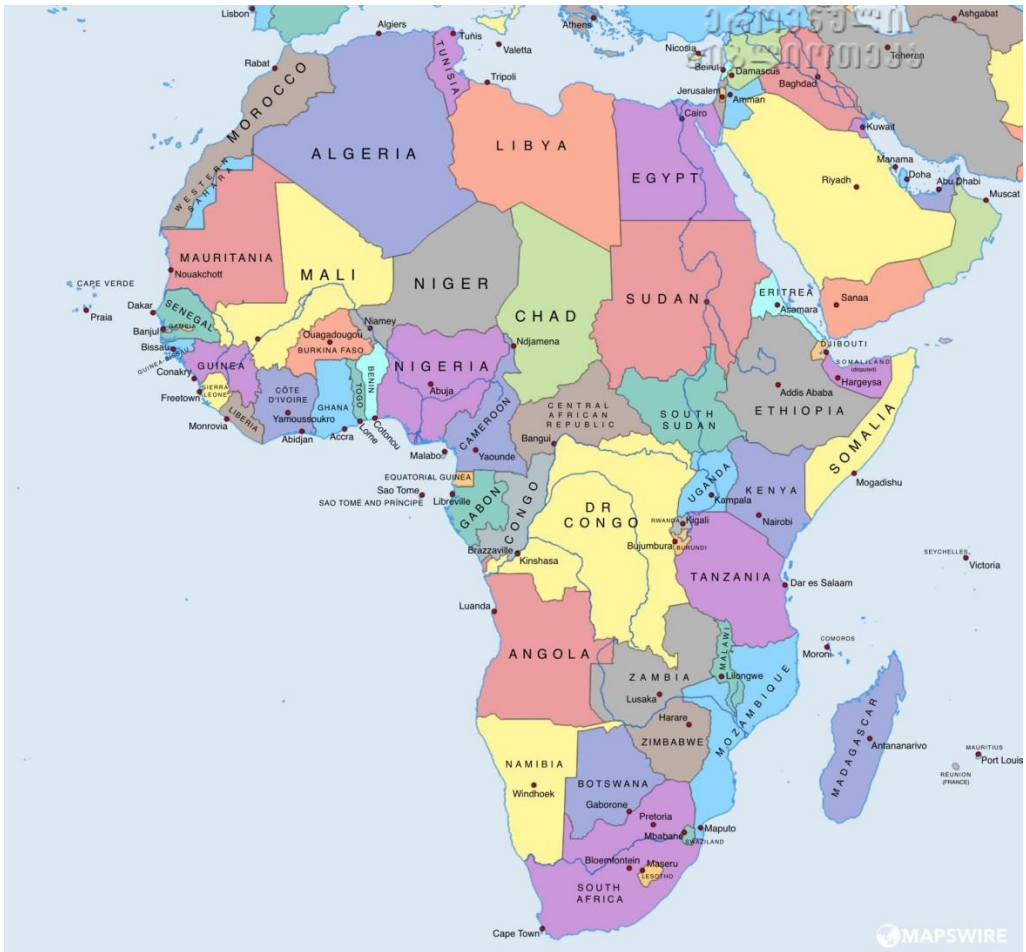 ეროვნული
ბიბლიოთეკა
Lisbon
Algiers
Tunis
Athens
Ashgabat
Valetta
Nicosia
Teheran
Rabat
TUNISIA
Tripoli
Beirut
Damascus
Baghdad
Jerusalem
Amman
MOROCCO
Cairo
Kuwait
ALGERIA
LIBYA
EGYPT
Manama
Doha
Riyadh
Abu Dhabi
Muscat
WESTERN
SAHARA
MAURITANIA
Nouakchott
MALI
NIGER
CHAD
SUDAN
ERITREA
Asamara
Sanaa
CAPE VERDE
Praia
Dakar
SENEGAL
Banjul
GAMBIA
Bissau
GUINEA-BISSAU
Niamey
Ouagadougou
BURKINA FASO
Ndjamena
DJIBOUTI
SOMALILAND
(disputed)
Hargeysa
GUINEA
Conakry
Freetown
SIERRA
LEONE
CÔTE
D'IVOIRE
Yamoussoukro
GHANA
TOGO
BENIN
NIGERIA
Abuja
Addis Ababa
ETHIOPIA
Monrovia
LIBERIA
Abidjan
Accra
Lome
Cotonou
CAMEROON
CENTRAL
AFRICAN
REPUBLIC
SOUTH
SUDAN
SOMALIA
Malabo
Yaounde
Bangui
Mogadishu
EQUATORIAL GUINEA
Sao Tome
SAO TOMÉ AND PRÍNCIPE
Libreville
GABON
CONGO
DR
CONGO
UGANDA
Kampala
KENYA
Nairobi
RWANDA
Kigali
Bujumbura
BURUNDI
Brazzaville
Kinshasa
TANZANIA
Dar es Salaam
SEYCHELLES
Victoria
Luanda
ANGOLA
ZAMBIA
Lusaka
MALAWI
Lilongwe
COMOROS
Moroni
MOZAMBIQUE
Harare
ZIMBABWE
MADAGASCAR
Antananarivo
MAURITIUS
Port Louis
RÉUNION
(FRANCE)
NAMIBIA
Windhoek
BOTSWANA
Gaborone
Pretoria
Mbabane
Maputo
SWAZILAND
Bloemfontein
Maseru
LESOTHO
SOUTH
AFRICA
Cape Town
MAPSWIRE